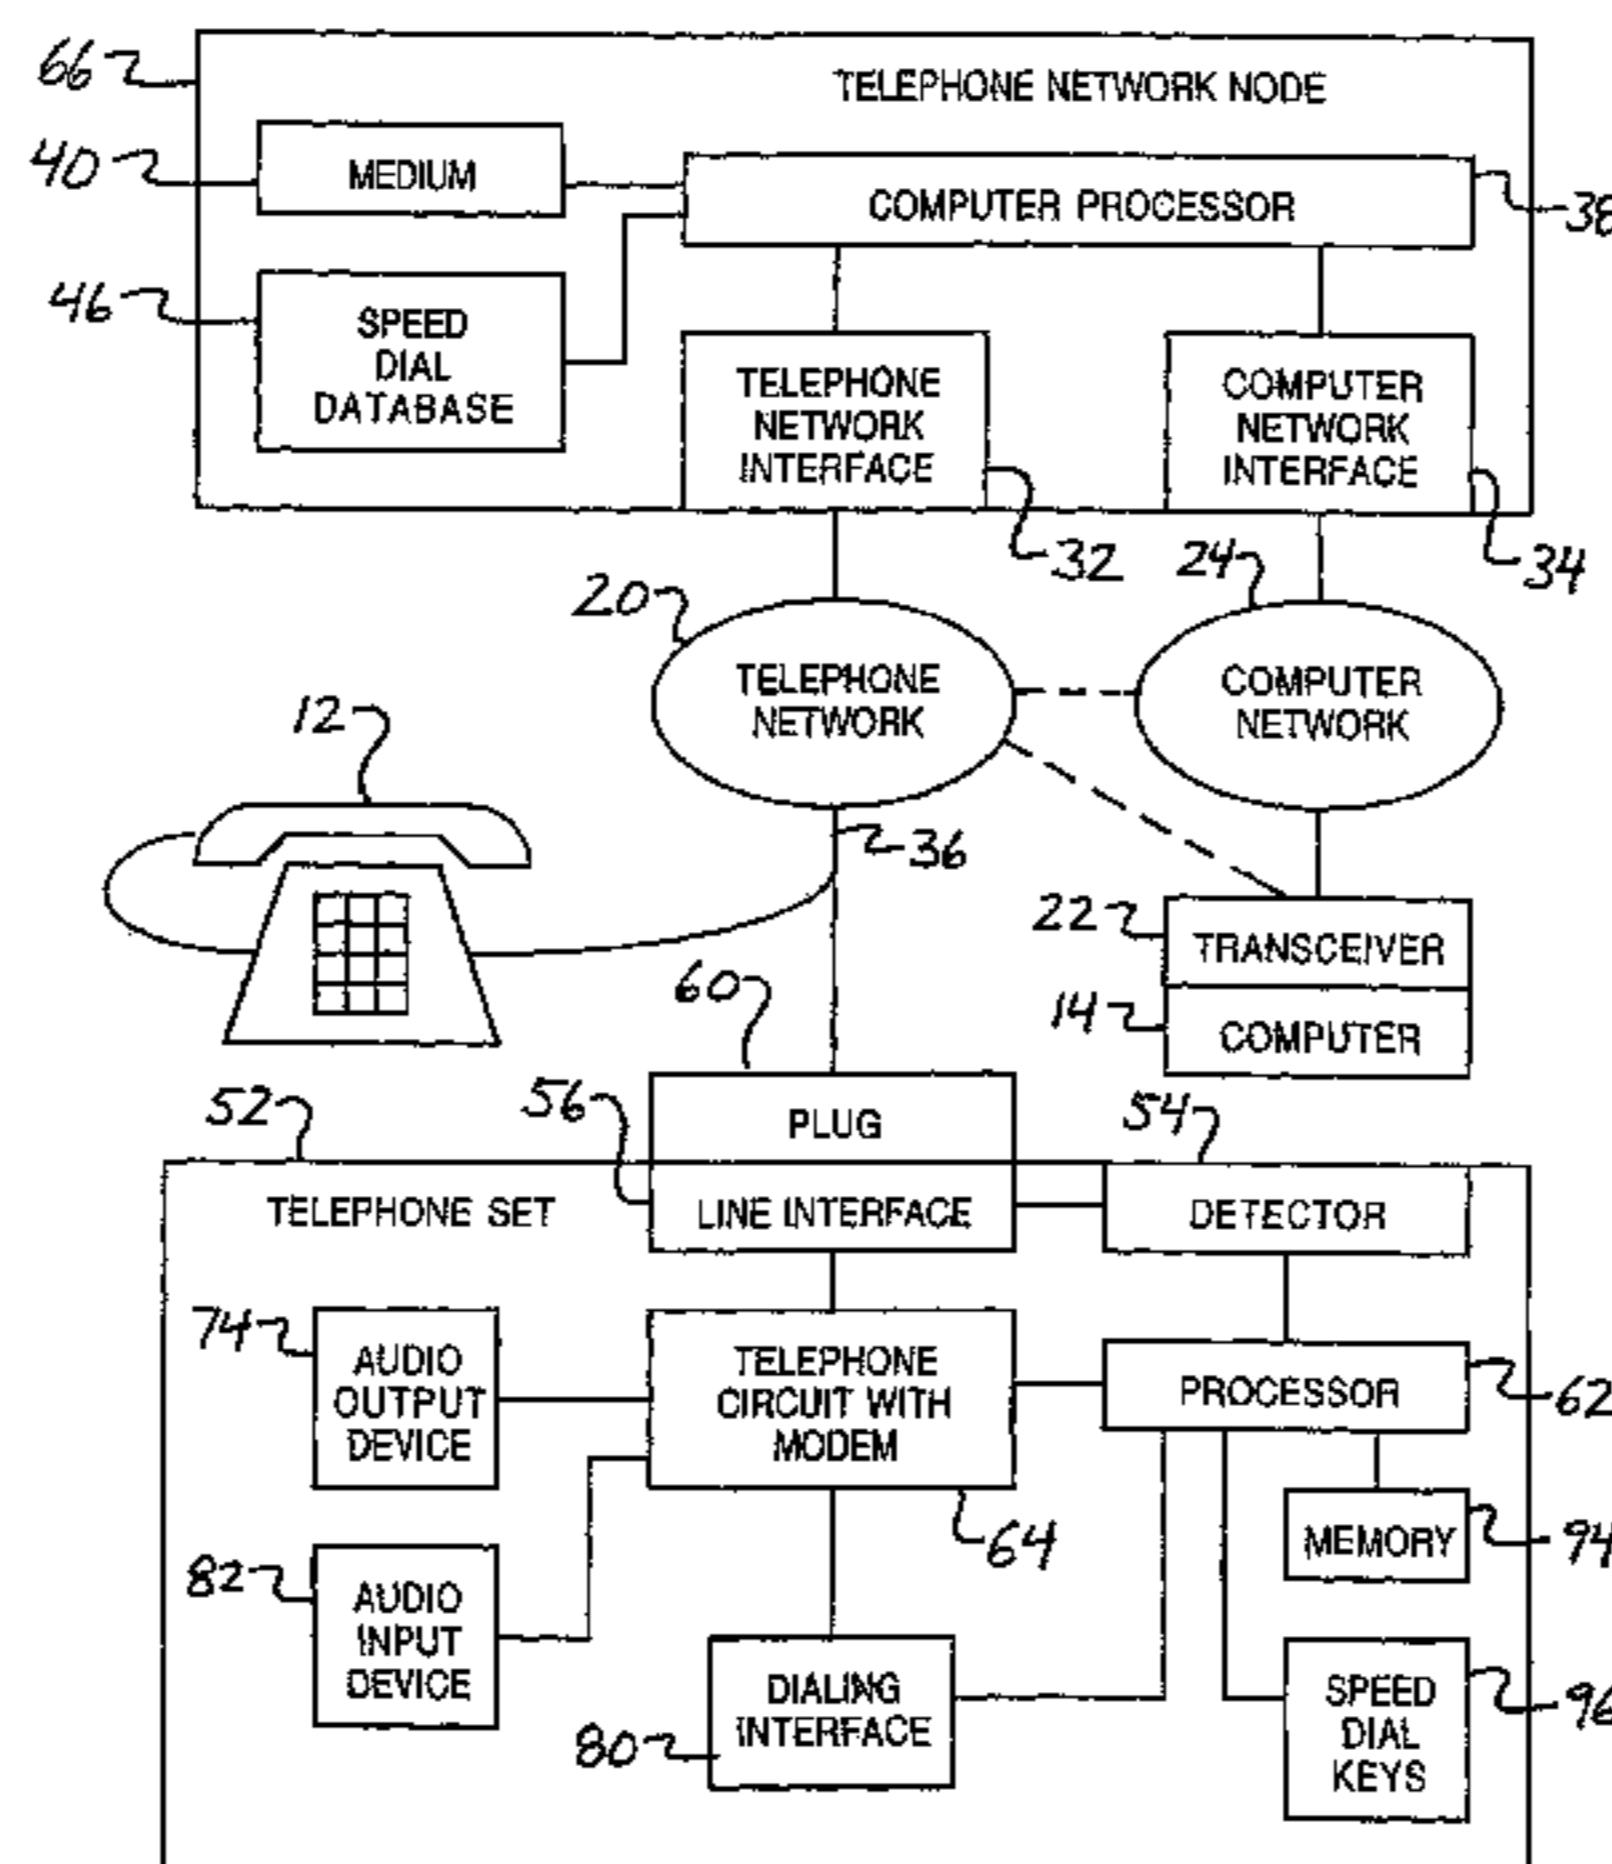 66
TELEPHONE NETWORK NODE
40
MEDIUM
COMPUTER PROCESSOR
38
46
SPEED
DIAL
DATABASE
TELEPHONE
NETWORK
INTERFACE
COMPUTER
NETWORK
INTERFACE
32
34
20
24
TELEPHONE
NETWORK
COMPUTER
NETWORK
12
36
22
TRANSCEIVER
14
COMPUTER
60
PLUG
52
56
54
TELEPHONE SET
LINE INTERFACE
DETECTOR
74
AUDIO
OUTPUT
DEVICE
TELEPHONE
CIRCUIT WITH
MODEM
PROCESSOR
62
64
MEMORY
94
82
AUDIO
INPUT
DEVICE
80
DIALING
INTERFACE
SPEED
DIAL
KEYS
96